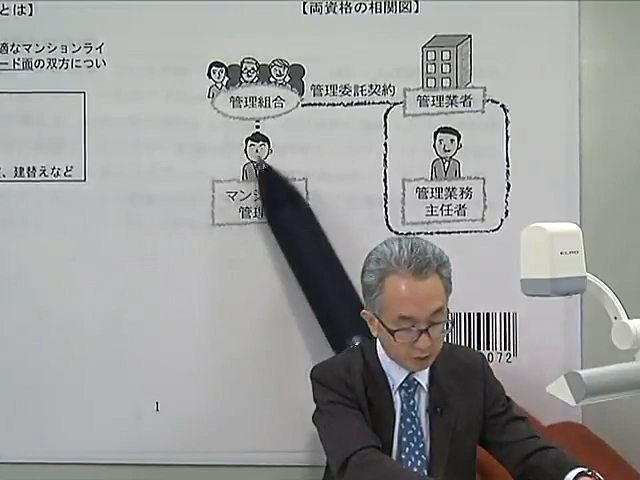 とは】
適なマンションライ
ード面の双方につい
、建替えなど
【両資格の相関図】
管理組合
管理委託契約
管理業者
マンシ
管理
管理業務
主任者
ELMO
0072
1